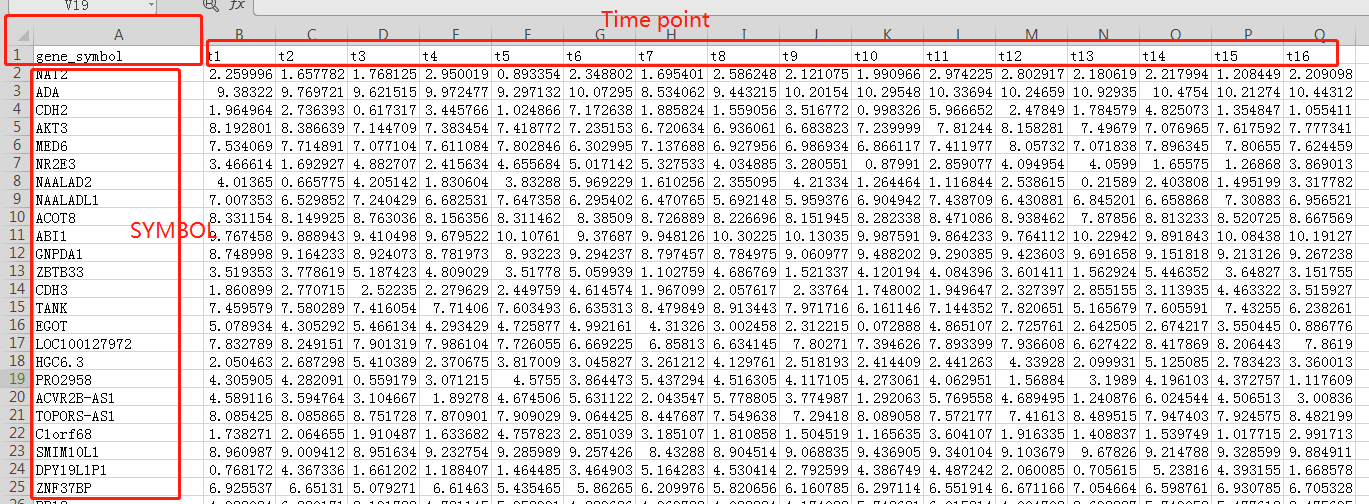 V19 fx
Time point
A B C D E F G H I J K L M N O P Q
1 gene_symbol t1 t2 t3 t4 t5 t6 t7 t8 t9 t10 t11 t12 t13 t14 t15 t16
2 NAT2 2.259996 1.657782 1.768125 2.950019 0.893354 2.348802 1.695401 2.586248 2.121075 1.990966 2.974225 2.802917 2.180619 2.217994 1.208449 2.209098
3 ADA 9.38322 9.769721 9.621515 9.972477 9.297132 10.07295 8.534062 9.443215 10.20154 10.29548 10.33694 10.24659 10.92935 10.4754 10.21274 10.44312
4 CDH2 1.964964 2.736393 0.617317 3.445766 1.024866 7.172638 1.885824 1.559056 3.516772 0.998326 5.966652 2.47849 1.784579 4.825073 1.354847 1.055411
5 AKT3 8.192801 8.386639 7.144709 7.383454 7.418772 7.235153 6.720634 6.936061 6.683823 7.239999 7.81244 8.158281 7.49679 7.076965 7.617592 7.777341
6 MED6 7.534069 7.714891 7.077104 7.611084 7.802846 6.302995 7.137688 6.927956 6.986934 6.866117 7.411977 8.05732 7.071838 7.896345 7.80655 7.624459
7 NR2E3 3.466614 1.692927 4.882707 2.415634 4.655684 5.017142 5.327533 4.034885 3.280551 0.87991 2.859077 4.094954 4.0599 1.65575 1.26868 3.869013
8 NAALAD2 4.01365 0.665775 4.205142 1.830604 3.83288 5.969229 1.610256 2.355095 4.21334 1.264464 1.116844 2.538615 0.21589 2.403808 1.495199 3.317782
9 NAALADL1 7.007353 6.529852 7.240429 6.682531 7.647358 6.295402 6.470765 5.692148 5.959376 6.904942 7.438709 6.430881 6.845201 6.658868 7.30883 6.956521
10 ACOT8 8.331154 8.149925 8.763036 8.156356 8.311462 8.38509 8.726889 8.226696 8.151945 8.282338 8.471086 8.938462 7.87856 8.813233 8.520725 8.667569
SYMBOL
11 ABI1 9.767458 9.888943 9.410498 9.679522 10.10761 9.37687 9.948126 10.30225 10.13035 9.987591 9.864233 9.764112 10.22942 9.891843 10.08438 10.19127
12 GNPDA1 8.748998 9.164233 8.924073 8.781973 8.93223 9.294237 8.797457 8.784975 9.060977 9.488202 9.290385 9.423603 9.691658 9.151818 9.213126 9.267238
13 ZBTB33 3.519353 3.778619 5.187423 4.809029 3.51778 5.059939 1.102759 4.686769 1.521337 4.120194 4.084396 3.601411 1.562924 5.446352 3.64827 3.151755
14 CDH3 1.860899 2.770715 2.52235 2.279629 2.449759 4.614574 1.967099 2.057617 2.33764 1.748002 1.949647 2.327397 2.855155 3.113935 4.463322 3.515927
15 TANK 7.459579 7.580289 7.416054 7.71406 7.603493 6.635313 8.479849 8.913443 7.971716 6.161146 7.144352 7.820651 5.165679 7.605591 7.43255 6.238261
16 EGOT 5.078934 4.305292 5.466134 4.293429 4.725877 4.992161 4.31326 3.002458 2.312215 0.072888 4.865107 2.725761 2.642505 2.674217 3.550445 0.886776
17 LOC100127972 7.832789 8.249151 7.901319 7.986104 7.726055 6.669225 6.85813 6.634145 7.80271 7.394626 7.893399 7.936608 6.627422 8.417869 8.206443 7.8619
18 HGC6.3 2.050463 2.687298 5.410389 2.370675 3.817009 3.045827 3.261212 4.129761 2.518193 2.414409 2.441263 4.33928 2.099931 5.125085 2.783423 3.360013
19 PRO2958 4.305905 4.282091 0.559179 3.071215 4.5755 3.864473 5.437294 4.516305 4.117105 4.273061 4.062951 1.56884 3.1989 4.196103 4.372757 1.117609
20 ACVR2B-AS1 4.589116 3.594764 3.104667 1.89278 4.674506 5.631122 2.043547 5.778805 3.774987 1.292063 5.769558 4.689495 1.240876 6.024544 4.506513 3.00836
21 TOPORS-AS1 8.085425 8.085865 8.751728 7.870901 7.909029 9.064425 8.447687 7.549638 7.29418 8.089058 7.572177 7.41613 8.489515 7.947403 7.924575 8.482199
22 C1orf68 1.738271 2.064655 1.910487 1.633682 4.757823 2.851039 3.185107 1.810858 1.504519 1.165635 3.604107 1.916335 1.408837 1.539749 1.017715 2.991713
23 SMIM10L1 8.960987 9.009412 8.951634 9.232754 9.285989 9.257426 8.43288 8.904514 9.068835 9.436905 9.340104 9.103679 9.67826 9.214788 9.328599 9.884911
24 DPY19L1P1 0.768172 4.367336 1.661202 1.188407 1.464485 3.464903 5.164283 4.530414 2.792599 4.386749 4.487242 2.060085 0.705615 5.23816 4.393155 1.668578
25 ZNF37BP 6.925537 6.65131 5.079271 6.61463 5.435465 5.86265 6.209976 5.820656 6.160785 6.297114 6.551914 6.671166 7.054664 6.598761 6.930785 6.705328